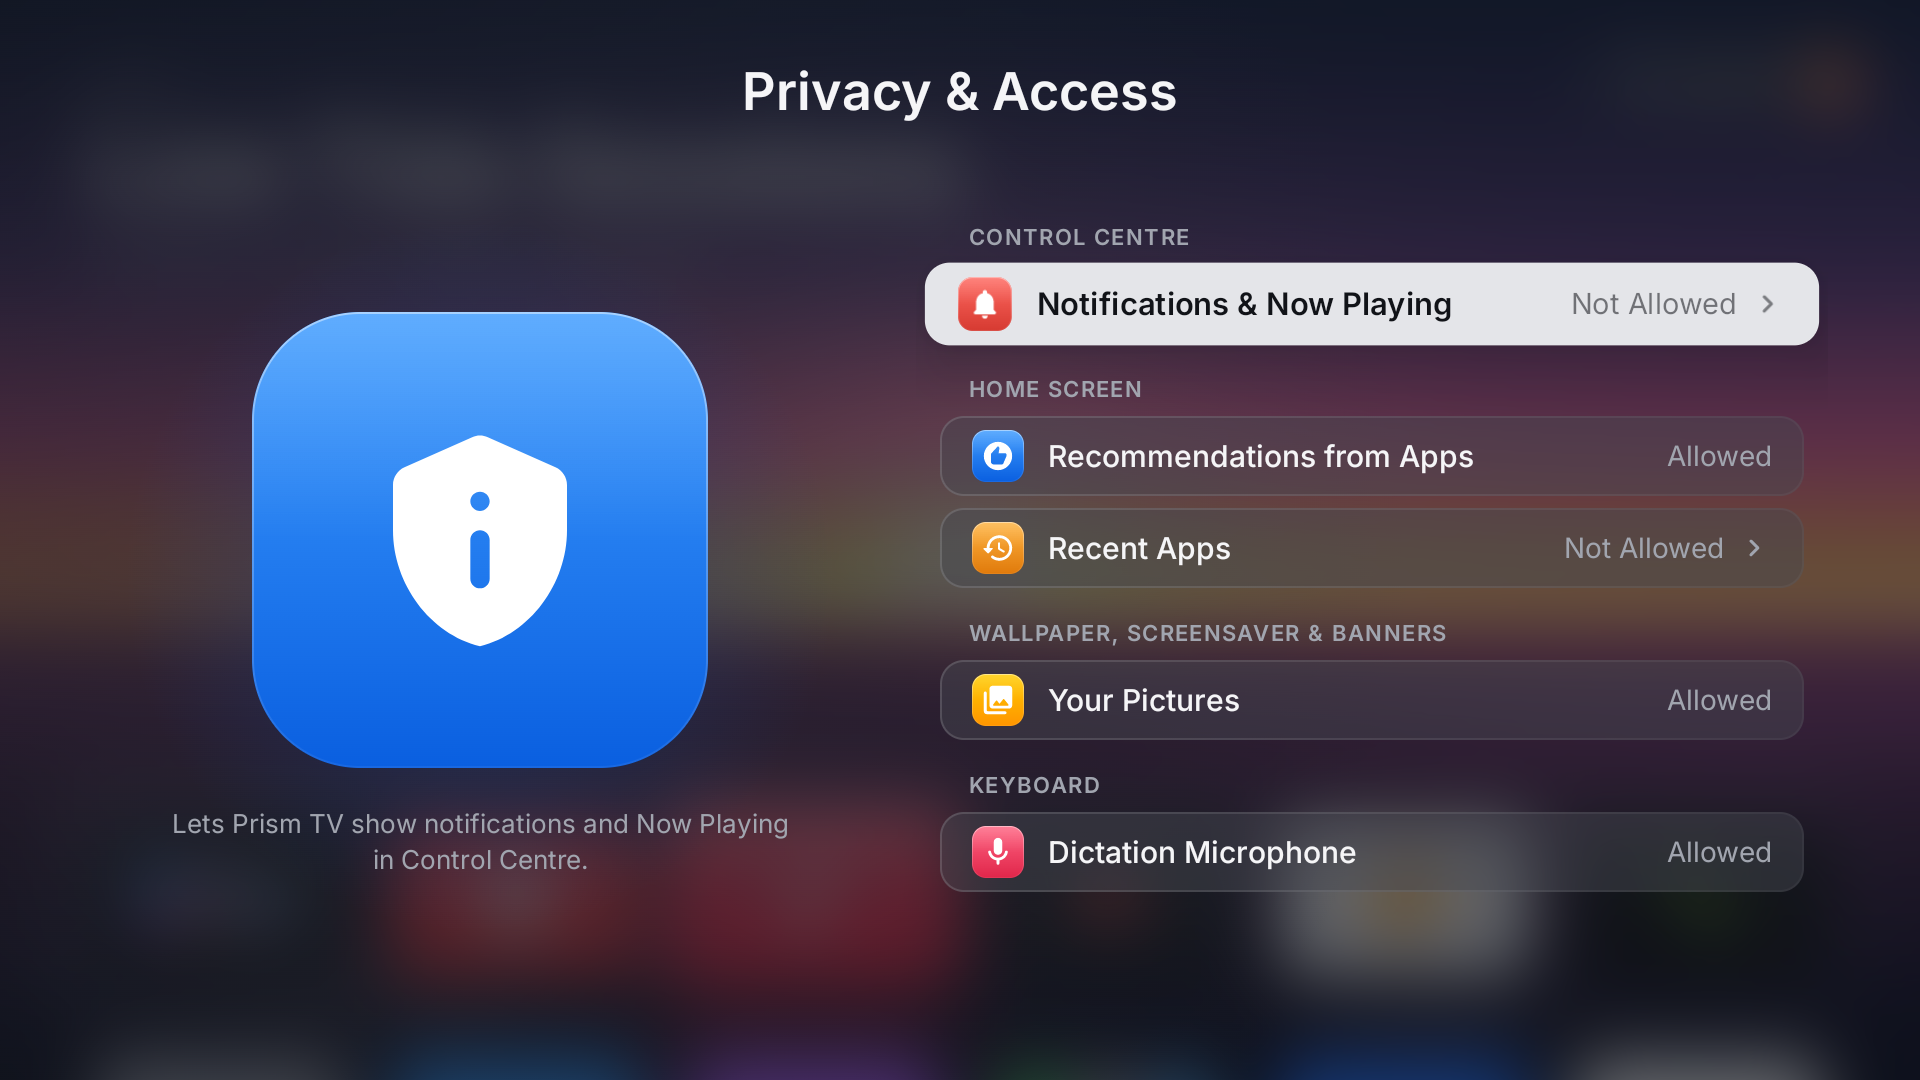 Privacy & Access
CONTROL CENTRE
Notifications & Now Playing Not Allowed
HOME SCREEN
Recommendations from Apps Allowed
Recent Apps Not Allowed
WALLPAPER, SCREENSAVER & BANNERS
Your Pictures Allowed
KEYBOARD
Dictation Microphone Allowed
Lets Prism TV show notifications and Now Playing
in Control Centre.